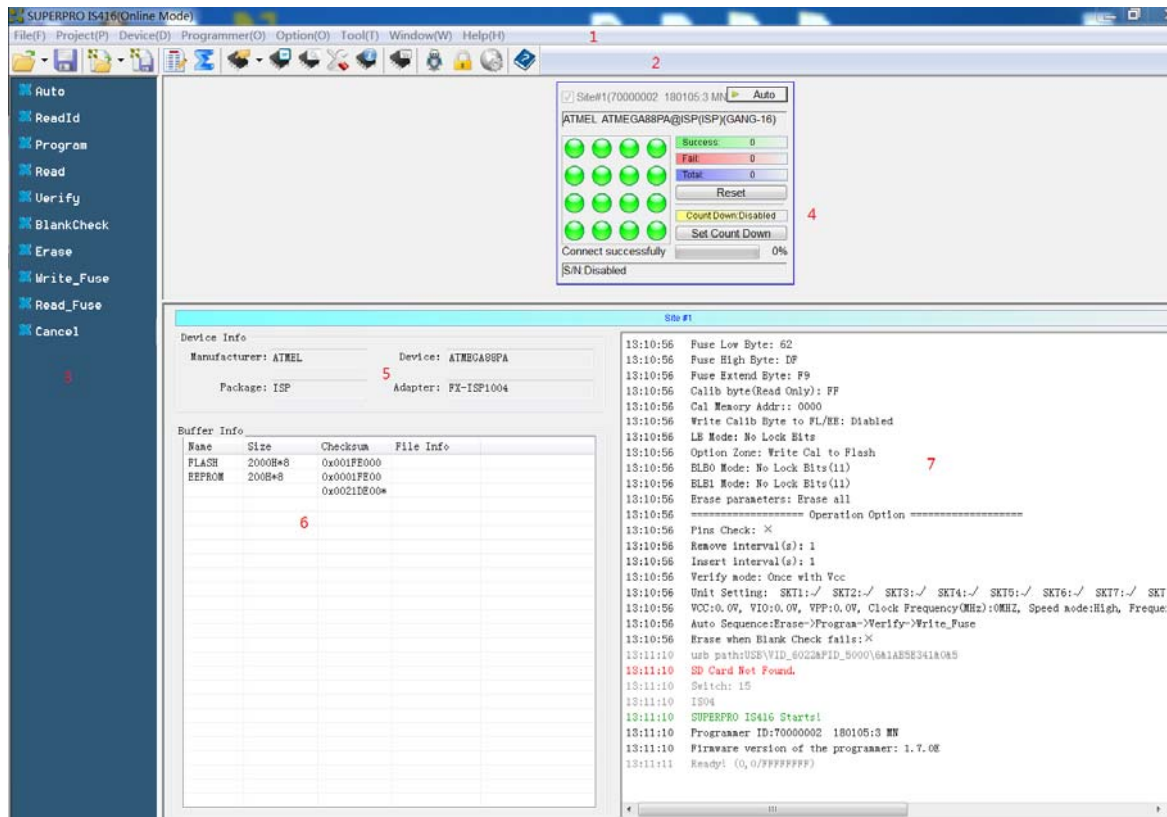 SUPERPRO IS416(Online Mode)
File(F) Project(P) Device(D) Programmer(O) Option(O) Tool(T) Window(W) Help(H)
1
2
Auto
ReadId
Program
Read
Verify
BlankCheck
Erase
Write_Fuse
Read_Fuse
Cancel
3
Site#1(70000002 180105:3 MN Auto
ATMEL ATMEGA88PA@ISP(ISP)(GANG-16)
Success: 0
Fail: 0
Total: 0
Reset
Count Down:Disabled
Set Count Down
Connect successfully 0%
S/N:Disabled
4
Site #1
Device Info
Manufacturer: ATMEL Device: ATMEGA88PA
5
Package: ISP Adapter: FX-ISP1004
Buffer Info
Name Size Checksum File Info
FLASH 2000H*8 0x001FE000
EEPROM 200H*8 0x0001FE00
0x0021DE00*
6
13:10:56 Fuse Low Byte: 62
13:10:56 Fuse High Byte: DF
13:10:56 Fuse Extend Byte: F9
13:10:56 Calib byte(Read Only): FF
13:10:56 Cal Memory Addr:: 0000
13:10:56 Write Calib Byte to FL/EE: Disabled
13:10:56 LB Mode: No Lock Bits
13:10:56 Option Zone: Write Cal to Flash
13:10:56 BLB0 Mode: No Lock Bits(11)
7
13:10:56 BLB1 Mode: No Lock Bits(11)
13:10:56 Erase parameters: Erase all
13:10:56 =================== Operation Option ===================
13:10:56 Pins Check: ×
13:10:56 Remove interval(s): 1
13:10:56 Insert interval(s): 1
13:10:56 Verify mode: Once with Vcc
13:10:56 Unit Setting: SKT1:√ SKT2:√ SKT3:√ SKT4:√ SKT5:√ SKT6:√ SKT7:√ SKT
13:10:56 VCC:0.0V, VIO:0.0V, VPP:0.0V, Clock Frequency(MHz):0MHZ, Speed mode:High, Freque
13:10:56 Auto Sequence:Erase->Program->Verify->Write_Fuse
13:10:56 Erase when Blank Check fails:×
13:11:10 usb path:USB\VID_6022&PID_5000\6&1AB5E341&0&5
13:11:10 SD Card Not Found.
13:11:10 Switch: 15
13:11:10 IS04
13:11:10 SUPERPRO IS416 Starts!
13:11:10 Programmer ID:70000002 180105:3 MN
13:11:10 Firmware version of the programmer: 1.7.0E
13:11:11 Ready! (0,0/FFFFFFFF)